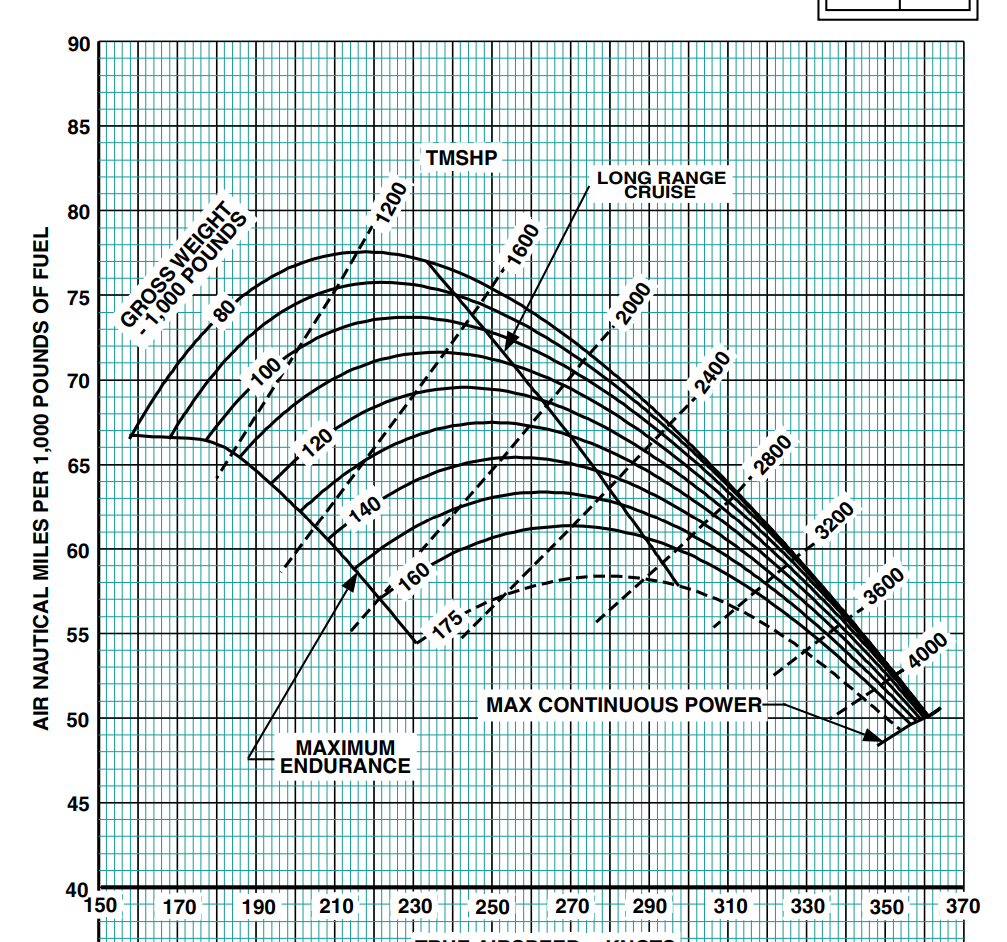 90
85
80
75
70
65
60
55
50
45
40
AIR NAUTICAL MILES PER 1,000 POUNDS OF FUEL
TMSHP
LONG RANGE
CRUISE
GROSS WEIGHT
- 1,000 POUNDS
80
100
120
140
160
175
1200
1600
2000
2400
2800
3200
3600
4000
MAX CONTINUOUS POWER
MAXIMUM
ENDURANCE
150 170 190 210 230 250 270 290 310 330 350 370
TRUE AIRSPEED - KNOTS